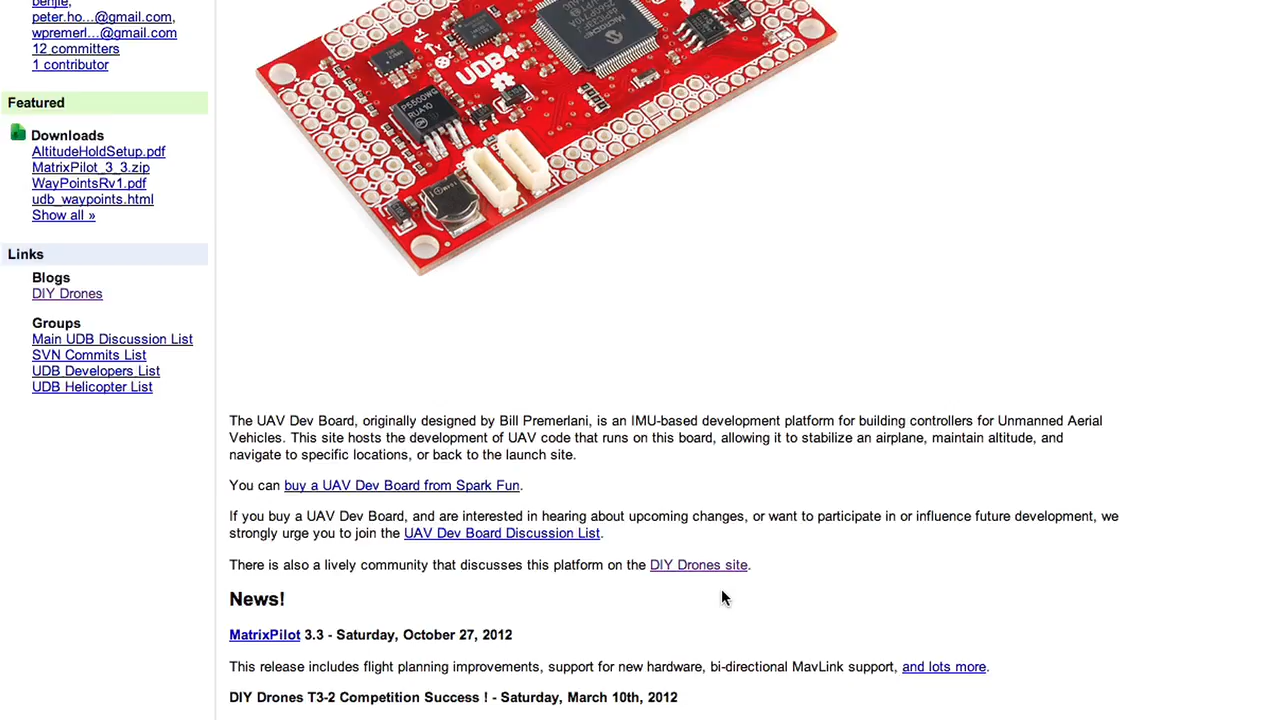 benjie,
peter.ho...@gmail.com,
wpremerl...@gmail.com
12 committers
1 contributor
Featured
Downloads
AltitudeHoldSetup.pdf
MatrixPilot_3_3.zip
WayPointsRv1.pdf
udb_waypoints.html
Show all »
Links
Blogs
DIY Drones
Groups
Main UDB Discussion List
SVN Commits List
UDB Developers List
UDB Helicopter List
UDB4
P5500WG
RUA10
MICROCHIP
The UAV Dev Board, originally designed by Bill Premerlani, is an IMU-based development platform for building controllers for Unmanned Aerial
Vehicles. This site hosts the development of UAV code that runs on this board, allowing it to stabilize an airplane, maintain altitude, and
navigate to specific locations, or back to the launch site.
You can buy a UAV Dev Board from Spark Fun.
If you buy a UAV Dev Board, and are interested in hearing about upcoming changes, or want to participate in or influence future development, we
strongly urge you to join the UAV Dev Board Discussion List.
There is also a lively community that discusses this platform on the DIY Drones site.
News!
MatrixPilot 3.3 - Saturday, October 27, 2012
This release includes flight planning improvements, support for new hardware, bi-directional MavLink support, and lots more.
DIY Drones T3-2 Competition Success ! - Saturday, March 10th, 2012